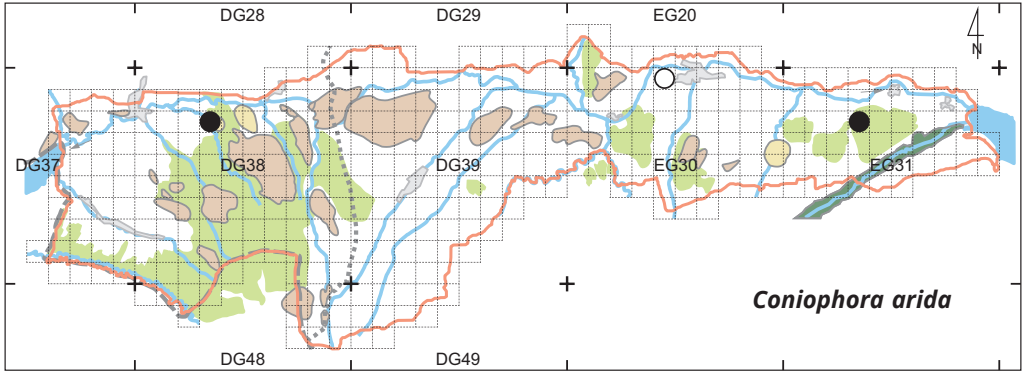 DG28 DG29 EG20
N
DG37 DG38 DG39 EG30 EG31
Coniophora arida
DG48 DG49